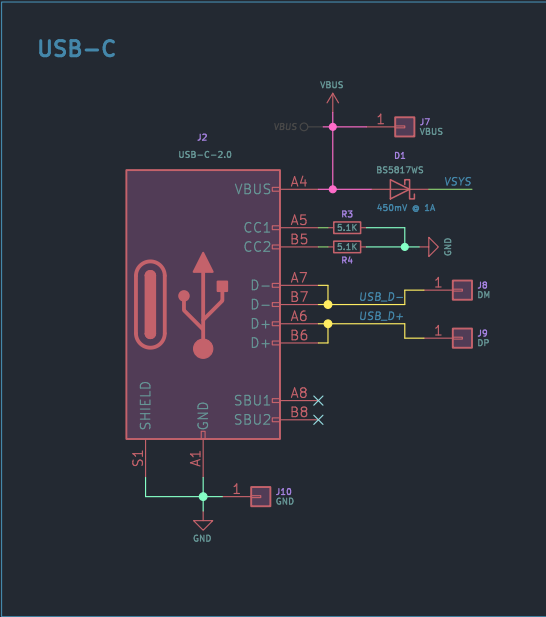 USB-C
VBUS
VBUS
1
J7
VBUS
J2
USB-C-2.0
D1
BS5817WS
VBUS
A4
VSYS
450mV @ 1A
R3
CC1
A5
5.1K
CC2
B5
5.1K
GND
R4
D-
A7
D-
B7
USB_D-
1
J8
DM
D+
A6
USB_D+
D+
B6
1
J9
DP
SHIELD
GND
SBU1
A8
SBU2
B8
S1
A1
1
J10
GND
GND